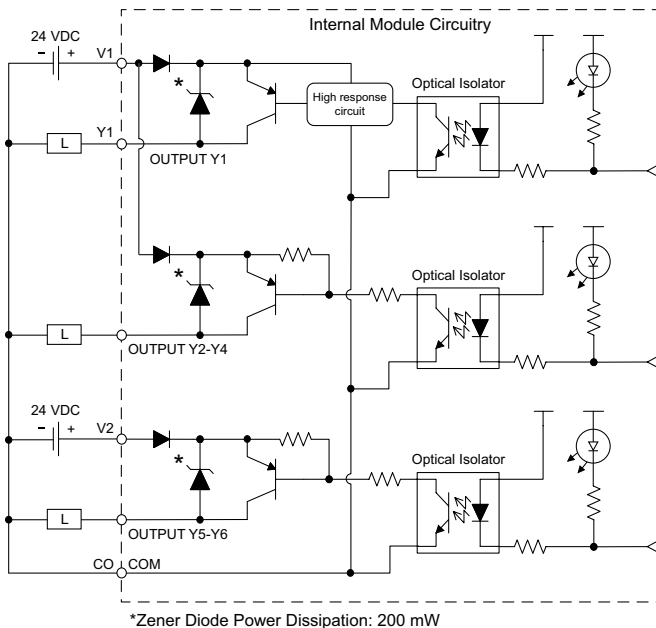 Internal Module Circuitry
24 VDC
− + V1
*
High response
circuit
Optical Isolator
L
Y1
OUTPUT Y1
*
Optical Isolator
L
OUTPUT Y2-Y4
24 VDC
− + V2
*
Optical Isolator
L
OUTPUT Y5-Y6
CO COM
*Zener Diode Power Dissipation: 200 mW